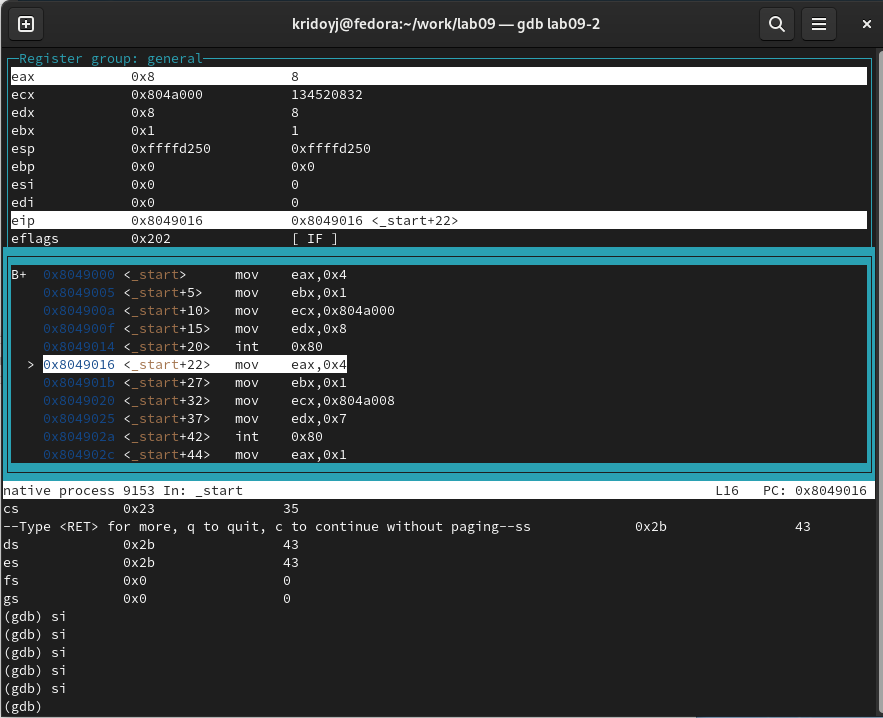 kridoyj@fedora:~/work/lab09 — gdb lab09-2
Register group: general
eax 0x8 8
ecx 0x804a000 134520832
edx 0x8 8
ebx 0x1 1
esp 0xffffd250 0xffffd250
ebp 0x0 0x0
esi 0x0 0
edi 0x0 0
eip 0x8049016 0x8049016 <_start+22>
eflags 0x202 [ IF ]
B+ 0x8049000 <_start> mov eax,0x4
0x8049005 <_start+5> mov ebx,0x1
0x804900a <_start+10> mov ecx,0x804a000
0x804900f <_start+15> mov edx,0x8
0x8049014 <_start+20> int 0x80
> 0x8049016 <_start+22> mov eax,0x4
0x804901b <_start+27> mov ebx,0x1
0x8049020 <_start+32> mov ecx,0x804a008
0x8049025 <_start+37> mov edx,0x7
0x804902a <_start+42> int 0x80
0x804902c <_start+44> mov eax,0x1
native process 9153 In: _start L16 PC: 0x8049016
cs 0x23 35
--Type <RET> for more, q to quit, c to continue without paging--ss 0x2b 43
ds 0x2b 43
es 0x2b 43
fs 0x0 0
gs 0x0 0
(gdb) si
(gdb) si
(gdb) si
(gdb) si
(gdb) si
(gdb)